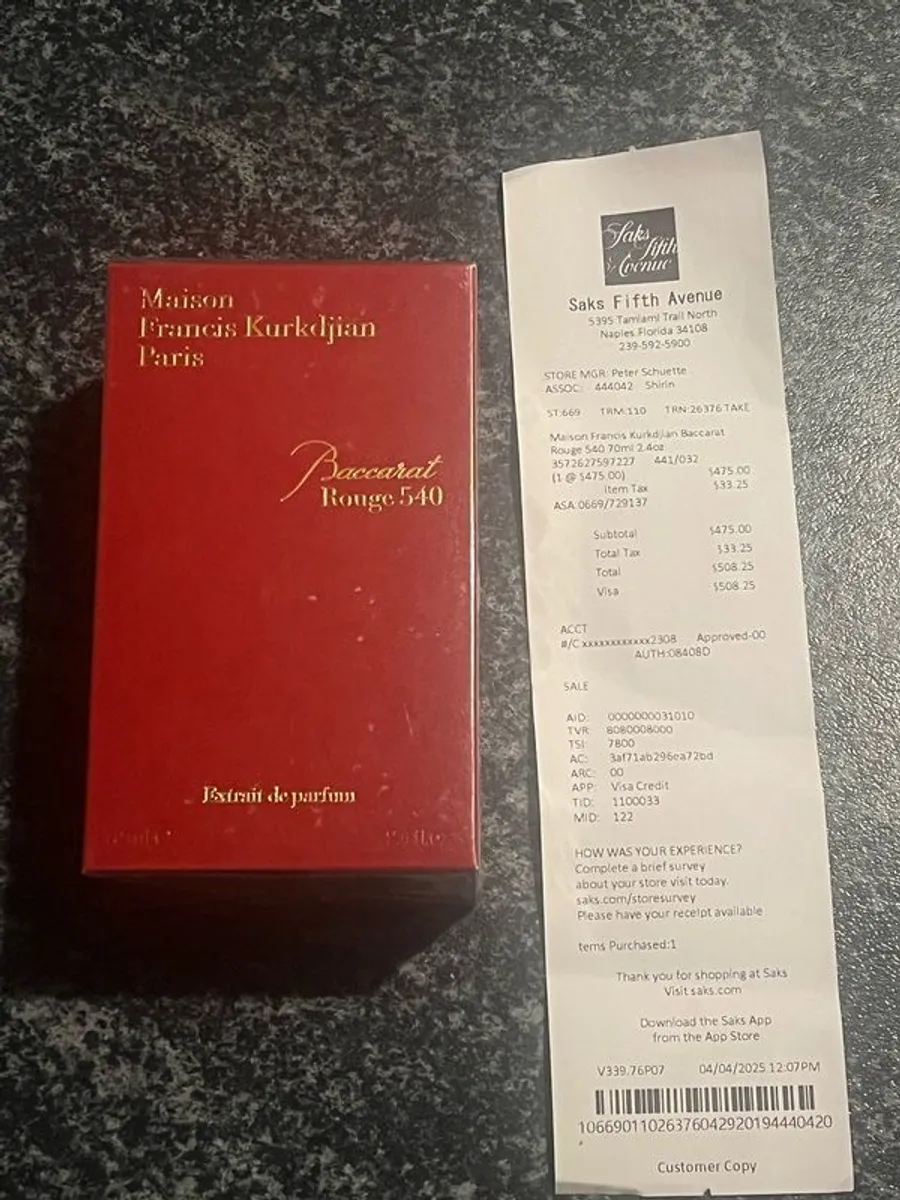 Maison
Francis Kurkdjian
Paris
Baccarat
Rouge 540
Extrait de parfum
Saks
fifth
Avenue
Saks Fifth Avenue
5395 Tamiami Trail North
Naples,Florida 34108
239-592-5900
STORE MGR: Peter Schuette
ASSOC: 444042 Shirin
ST:669 TRM:110 TRN:26376 TAKE
Maison Francis Kurkdjian Baccarat
Rouge 540 70ml 2.4oz
3572627597227 441/032
(1 @ $475.00) $475.00
Item Tax $33.25
ASA:0669/729137
Subtotal $475.00
Total Tax $33.25
Total $508.25
Visa $508.25
ACCT
#/C xxxxxxxxxxxx2308 Approved-00
AUTH:08408D
SALE
AID: 0000000031010
TVR: 8080008000
TSI: 7800
AC: 3af71ab296ea72bd
ARC: 00
APP: Visa Credit
TID: 1100033
MID: 122
HOW WAS YOUR EXPERIENCE?
Complete a brief survey
about your store visit today.
saks.com/storesurvey
Please have your receipt available
tems Purchased:1
Thank you for shopping at Saks
Visit saks.com
Download the Saks App
from the App Store
V339.76P07 04/04/2025 12:07PM
10669011026376042920194440420
Customer Copy